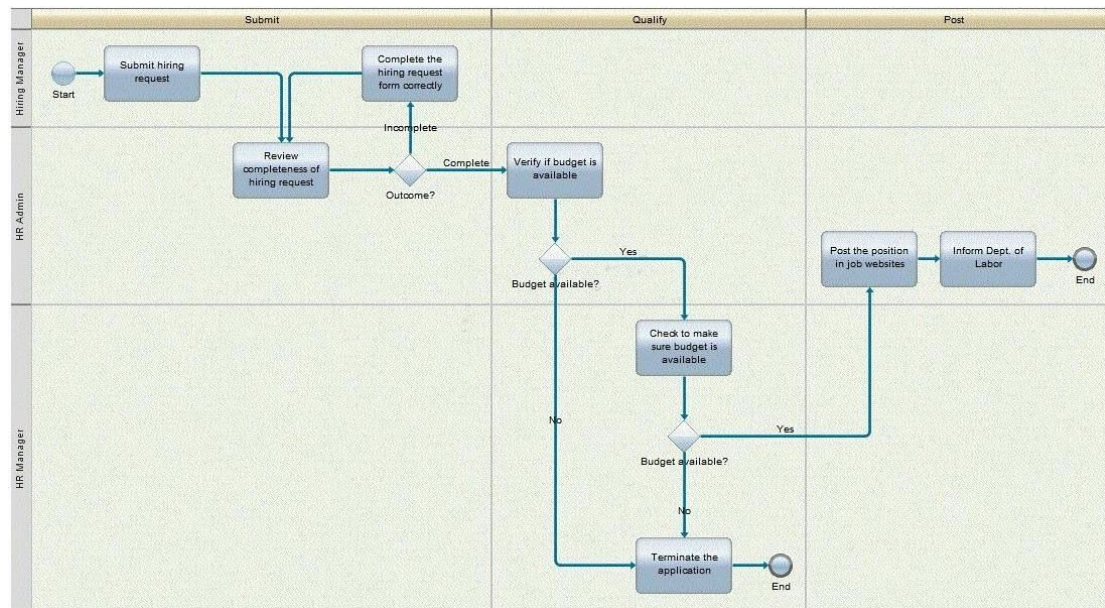 Submit
Qualify
Post
Hiring Manager
Start
Submit hiring
request
Complete the
hiring request
form correctly
Incomplete
HR Admin
Review
completeness of
hiring request
Outcome?
Complete
Verify if budget is
available
Budget available?
Yes
Post the position
in job websites
Inform Dept. of
Labor
End
HR Manager
Check to make
sure budget is
available
No
Budget available?
Yes
No
Terminate the
application
End